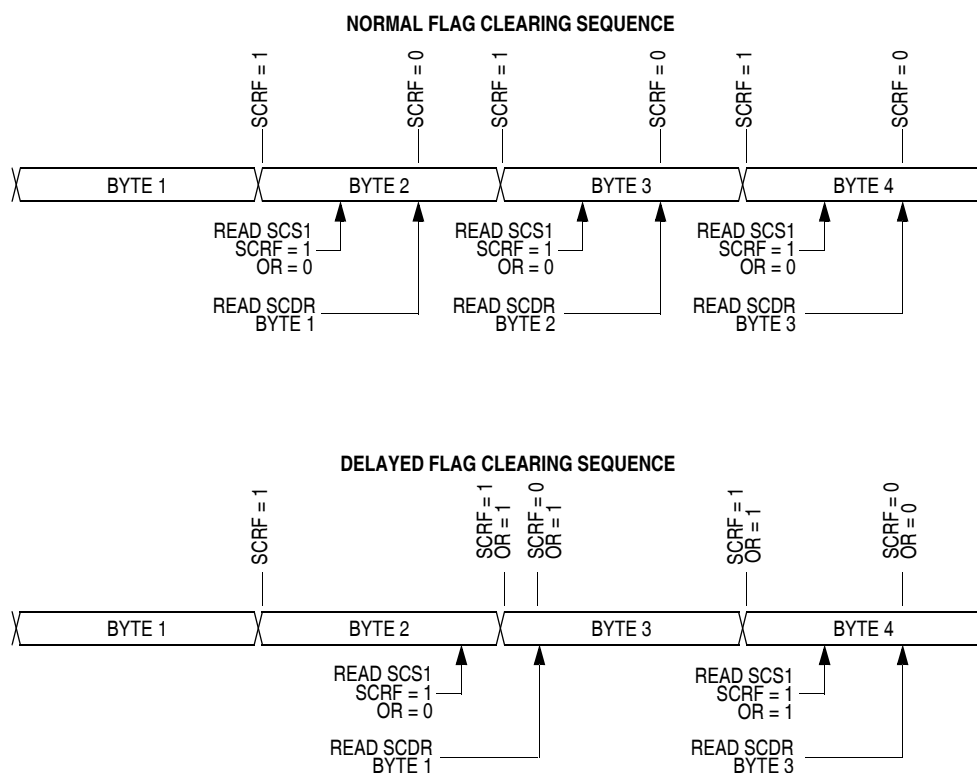 NORMAL FLAG CLEARING SEQUENCE
SCRF = 1
SCRF = 0
SCRF = 1
SCRF = 0
SCRF = 1
SCRF = 0
BYTE 1
BYTE 2
BYTE 3
BYTE 4
READ SCS1
SCRF = 1
OR = 0
READ SCS1
SCRF = 1
OR = 0
READ SCS1
SCRF = 1
OR = 0
READ SCDR
BYTE 1
READ SCDR
BYTE 2
READ SCDR
BYTE 3
DELAYED FLAG CLEARING SEQUENCE
SCRF = 1
SCRF = 1
OR = 1
SCRF = 0
OR = 1
SCRF = 1
OR = 1
SCRF = 0
OR = 0
BYTE 1
BYTE 2
BYTE 3
BYTE 4
READ SCS1
SCRF = 1
OR = 0
READ SCS1
SCRF = 1
OR = 1
READ SCDR
BYTE 1
READ SCDR
BYTE 3